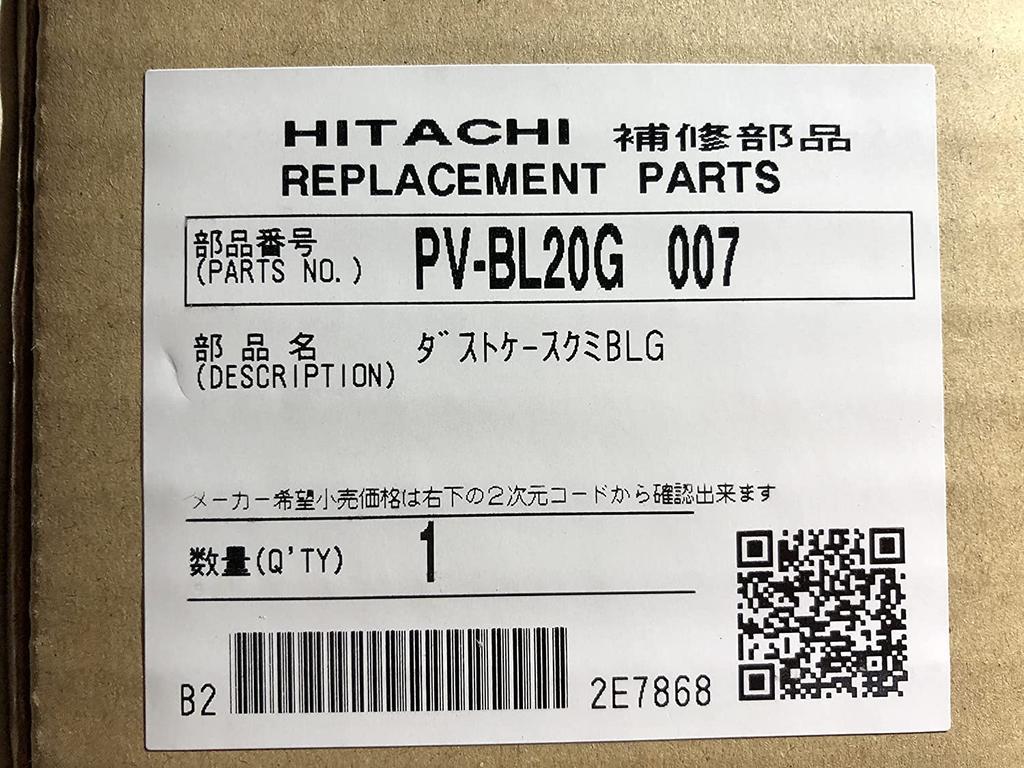 HITACHI 補修部品
REPLACEMENT PARTS
部品番号
(PARTS NO.) PV-BL20G 007
部品名 ダストケースクミBLG
(DESCRIPTION)
メーカー希望小売価格は右下の2次元コードから確認出来ます
数量(Q'TY) 1
B2 2E7868